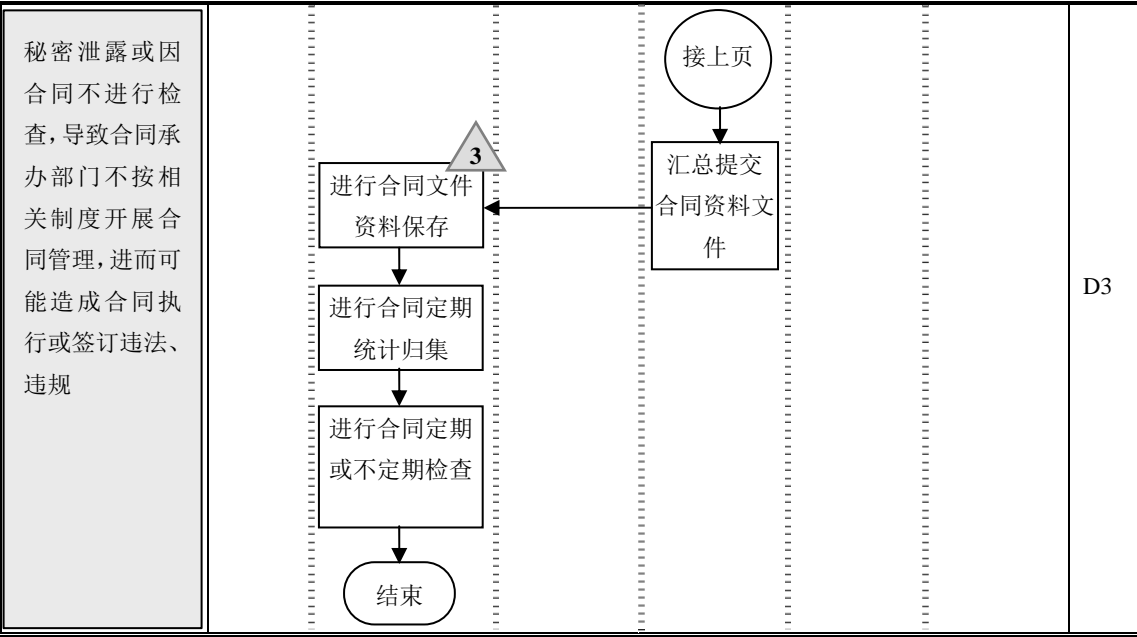 秘密泄露或因
合同不进行检
查，导致合同承
办部门不按相
关制度开展合
同管理，进而可
能造成合同执
行或签订违法、
违规
接上页
汇总提交
合同资料文
件
3
进行合同文件
资料保存
进行合同定期
统计归集
进行合同定期
或不定期检查
结束
D3